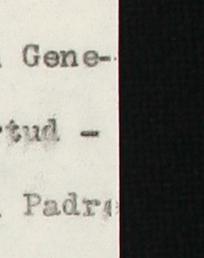 Gene-
tud -
Padre